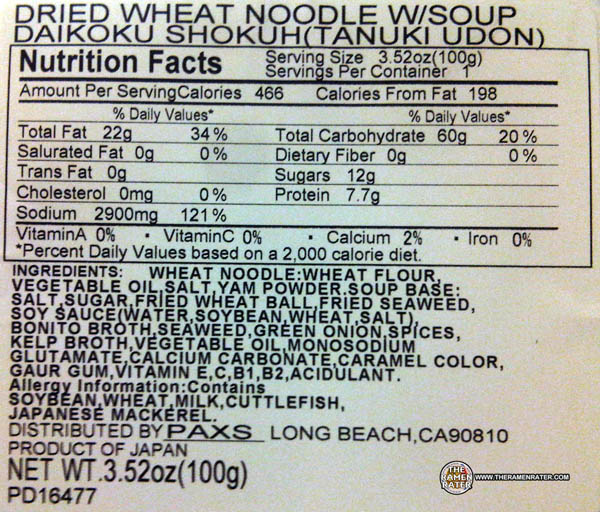 DRIED WHEAT NOODLE W/SOUP
DAIKOKU SHOKUH(TANUKI UDON)
Nutrition Facts
Serving Size 3.52oz(100g)
Servings Per Container 1
Amount Per ServingCalories 466 Calories From Fat 198
% Daily Values* % Daily Values*
Total Fat 22g 34% Total Carbohydrate 60g 20%
Salurated Fat 0g 0% Dietary Fiber 0g 0%
Trans Fat 0g Sugars 12g
Cholesterol 0mg 0% Protein 7.7g
Sodium 2900mg 121%
VitaminA 0% · VitaminC 0% · Calcium 2% · Iron 0%
*Percent Daily Values based on a 2,000 calorie diet.
INGREDIENTS: WHEAT NOODLE:WHEAT FLOUR,
VEGETABLE OIL,SALT,YAM POWDER.SOUP BASE:
SALT,SUGAR,FRIED WHEAT BALL,FRIED SEAWEED,
SOY SAUCE(WATER,SOYBEAN,WHEAT,SALT),
BONITO BROTH,SEAWEED,GREEN ONION,SPICES,
KELP BROTH,VEGETABLE OIL,MONOSODIUM
GLUTAMATE,CALCIUM CARBONATE,CARAMEL COLOR,
GAUR GUM,VITAMIN E,C,B1,B2,ACIDULANT.
Allergy Information:Contains
SOYBEAN,WHEAT,MILK,CUTTLEFISH,
JAPANESE MACKEREL.
DISTRIBUTED BY PAXS LONG BEACH,CA90810
PRODUCT OF JAPAN
NET WT.3.52oz(100g)
PD16477
THE
RAMEN
RATER
WWW.THERAMENRATER.COM